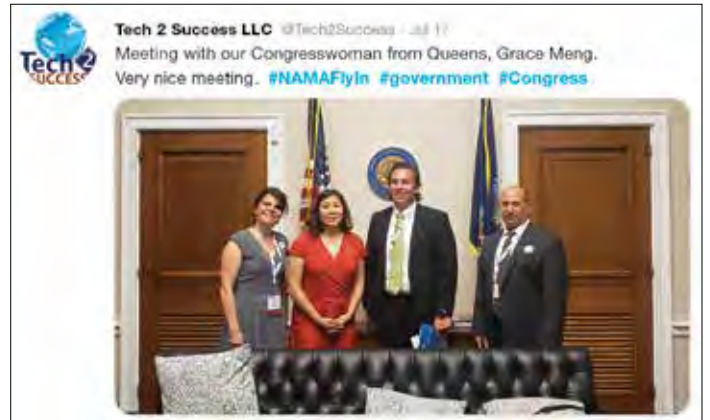 Tech 2 Success LLC @Tech2Success · Jul 17
Meeting with our Congresswoman from Queens, Grace Meng.
Very nice meeting. #NAMAFlyIn #government #Congress
Tech 2
SUCCESS